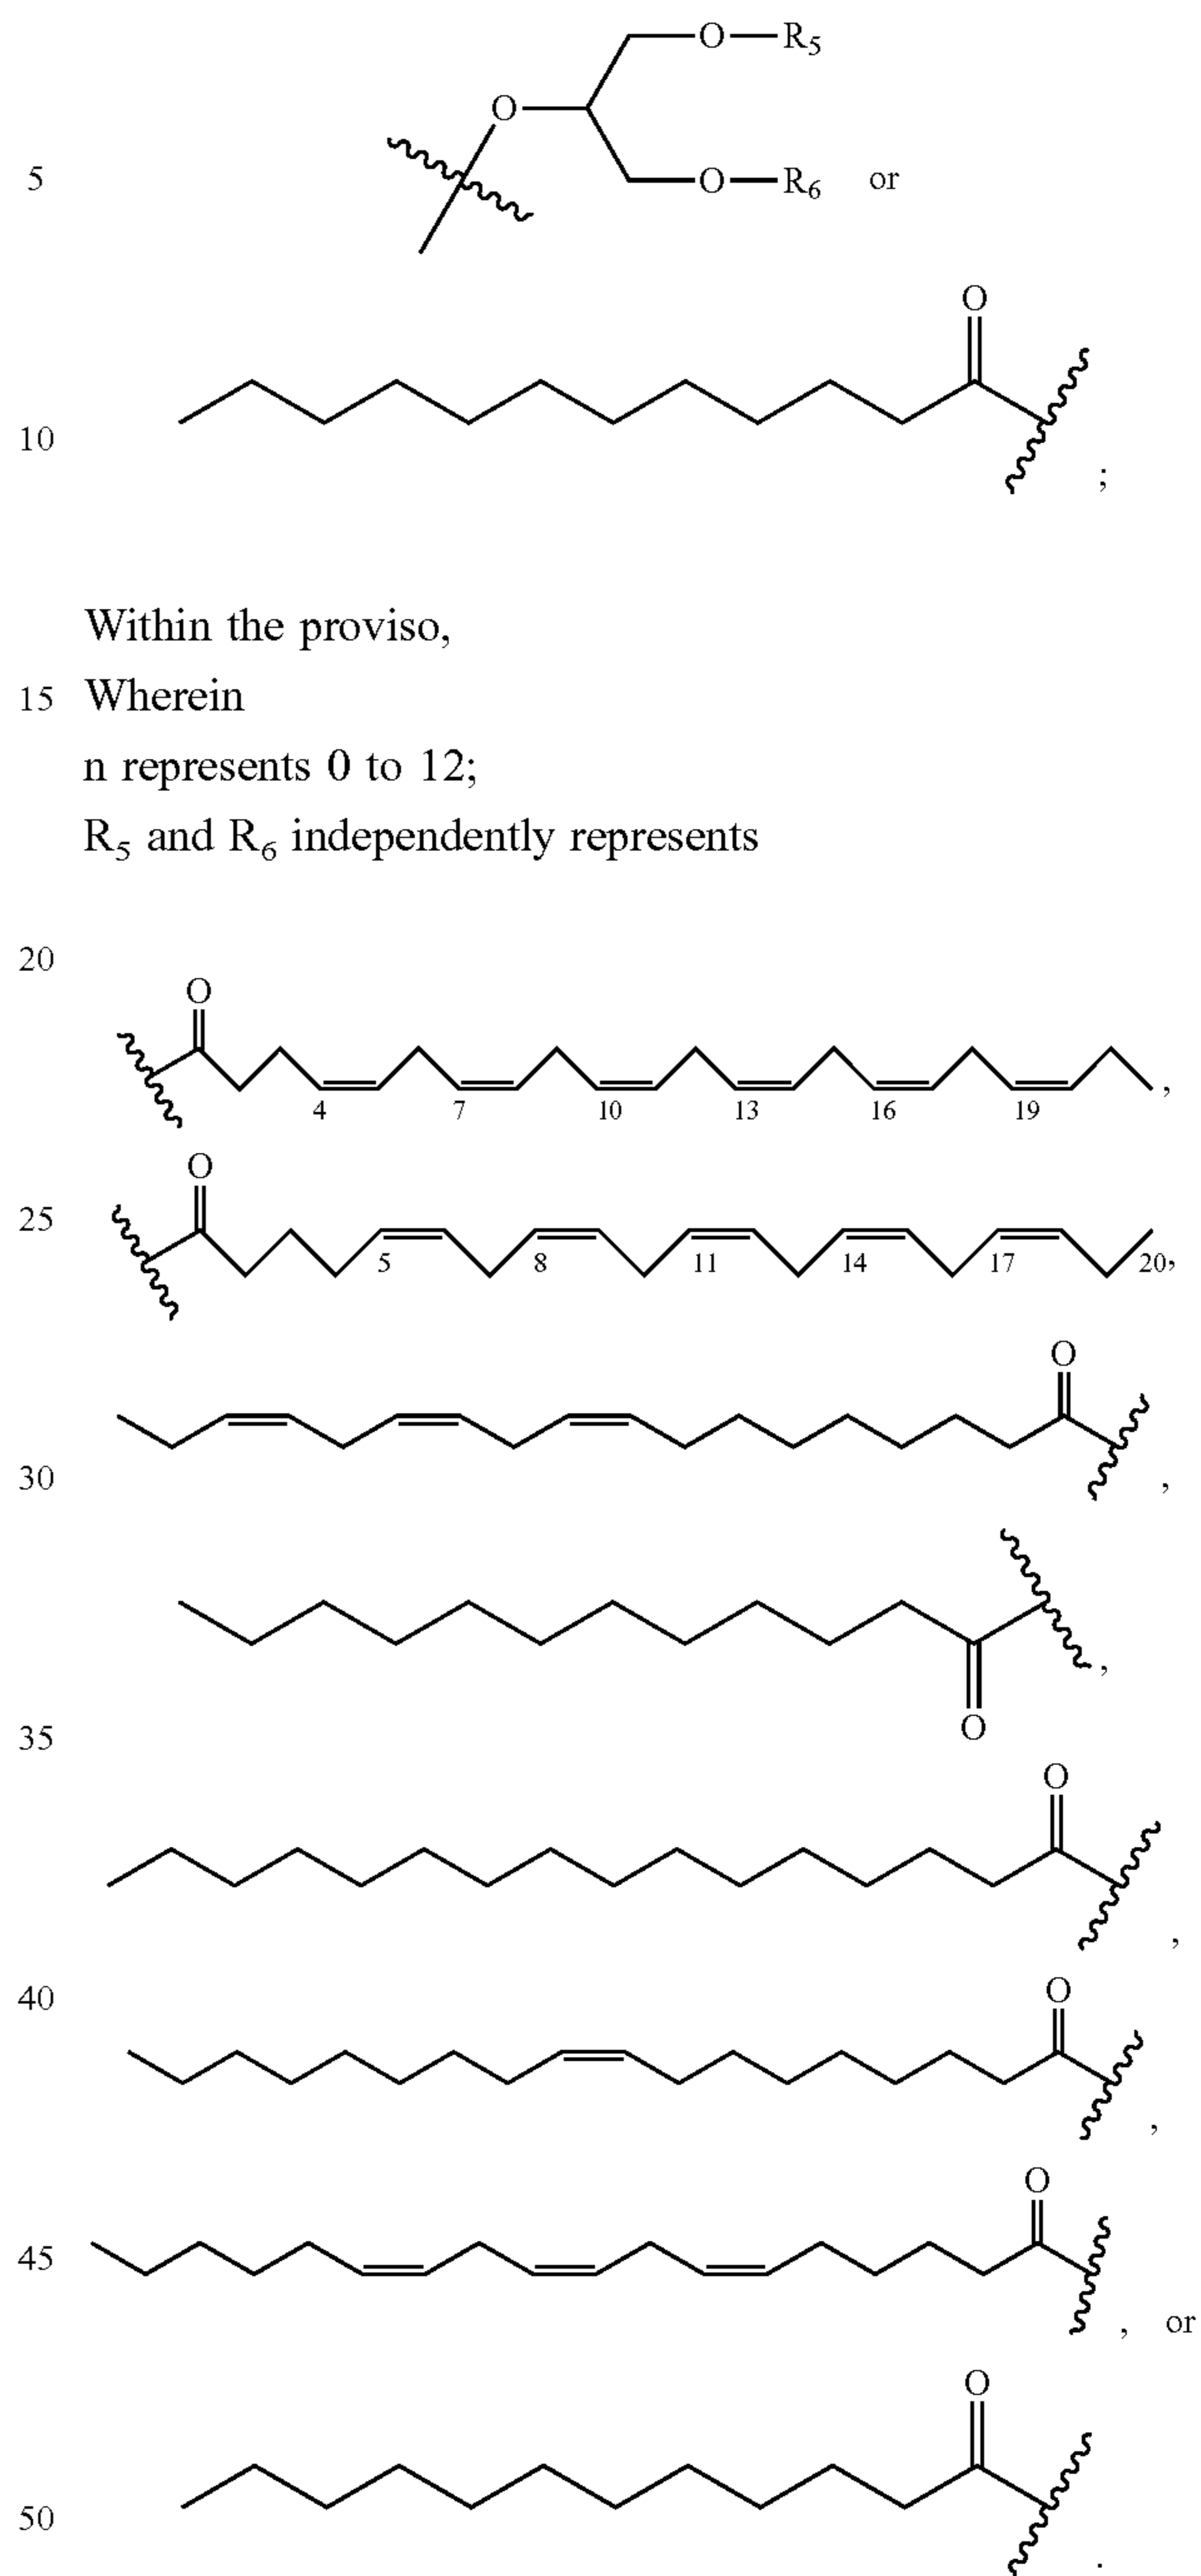 O—R5
O
5
O—R6 or
O
10
;
Within the proviso,
15 Wherein
n represents 0 to 12;
R5 and R6 independently represents
20
O
4 7 10 13 16 19 ,
O
25
5 8 11 14 17 20,
O
30
,
,
O
35
O
,
40
O
,
O
45
, or
O
50
.